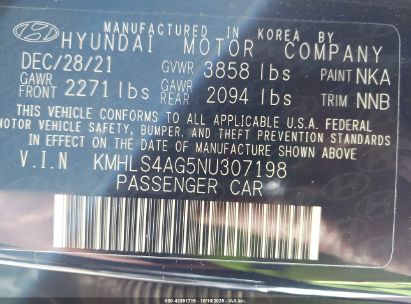 MANUFACTURED IN KOREA BY
HYUNDAI MOTOR COMPANY
DEC/28/21 GVWR 3858 lbs PAINT NKA
GAWR FRONT 2271 lbs GAWR REAR 2094 lbs TRIM NNB
THIS VEHICLE CONFORMS TO ALL APPLICABLE U.S.A. FEDERAL
MOTOR VEHICLE SAFETY, BUMPER, AND THEFT PREVENTION STANDARDS
IN EFFECT ON THE DATE OF MANUFACTURE SHOWN ABOVE.
V.I.N KMHLS4AG5NU307198
PASSENGER CAR